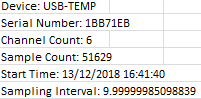 Device: USB-TEMP
Serial Number: 1BB71EB
Channel Count: 6
Sample Count: 51629
Start Time: 13/12/2018 16:41:40
Sampling Interval: 9.99999985098839